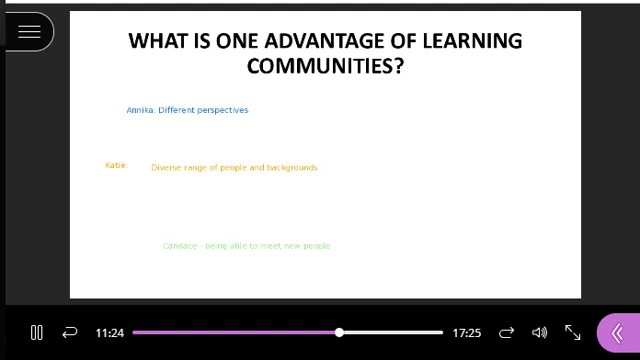 WHAT IS ONE ADVANTAGE OF LEARNING
COMMUNITIES?
Annika: Different perspectives
Katie: Diverse range of people and backgrounds
Candace - being able to meet new people
11:24 17:25